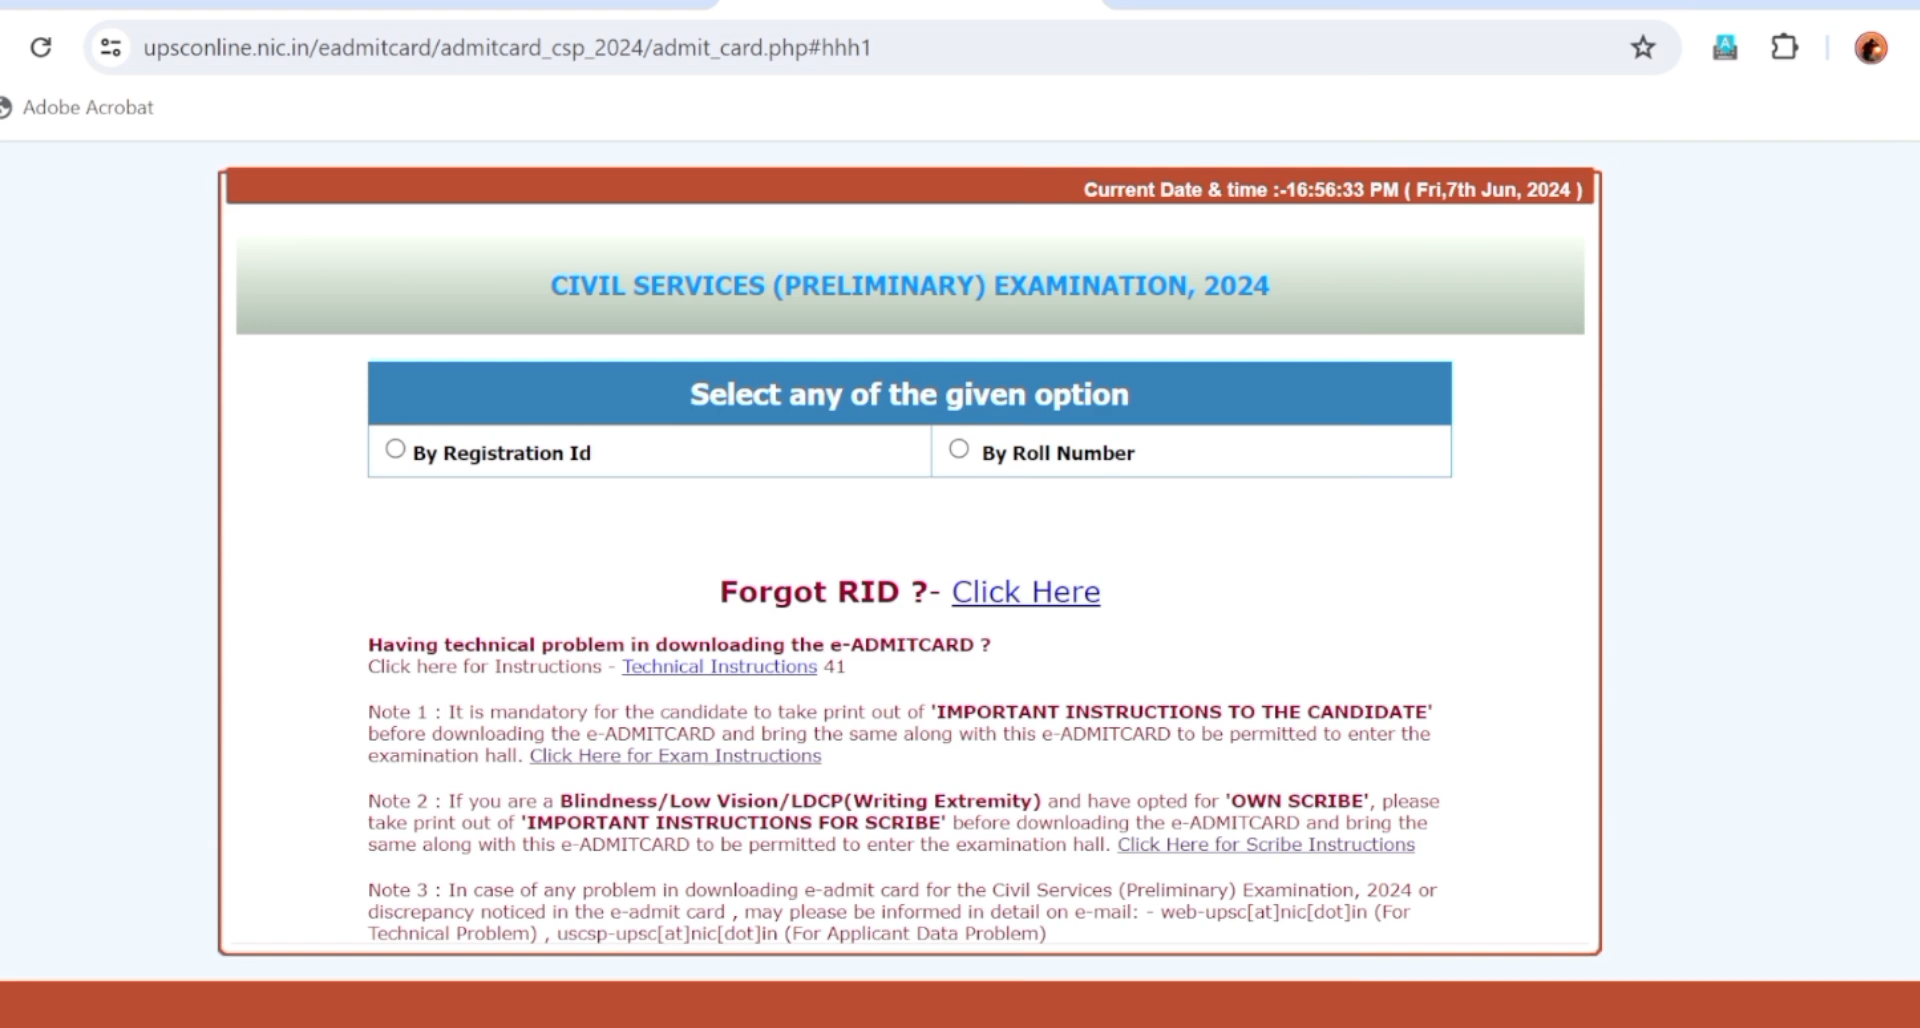 upsconline.nic.in/eadmitcard/admitcard_csp_2024/admit_card.php#hhh1
Adobe Acrobat
Current Date & time :-16:56:33 PM ( Fri,7th Jun, 2024 )
CIVIL SERVICES (PRELIMINARY) EXAMINATION, 2024
Select any of the given option
By Registration Id
By Roll Number
Forgot RID ?- Click Here
Having technical problem in downloading the e-ADMITCARD ?
Click here for Instructions - Technical Instructions 41
Note 1 : It is mandatory for the candidate to take print out of 'IMPORTANT INSTRUCTIONS TO THE CANDIDATE'
before downloading the e-ADMITCARD and bring the same along with this e-ADMITCARD to be permitted to enter the
examination hall. Click Here for Exam Instructions
Note 2 : If you are a Blindness/Low Vision/LDCP(Writing Extremity) and have opted for 'OWN SCRIBE', please
take print out of 'IMPORTANT INSTRUCTIONS FOR SCRIBE' before downloading the e-ADMITCARD and bring the
same along with this e-ADMITCARD to be permitted to enter the examination hall. Click Here for Scribe Instructions
Note 3 : In case of any problem in downloading e-admit card for the Civil Services (Preliminary) Examination, 2024 or
discrepancy noticed in the e-admit card , may please be informed in detail on e-mail: - web-upsc[at]nic[dot]in (For
Technical Problem) , uscsp-upsc[at]nic[dot]in (For Applicant Data Problem)